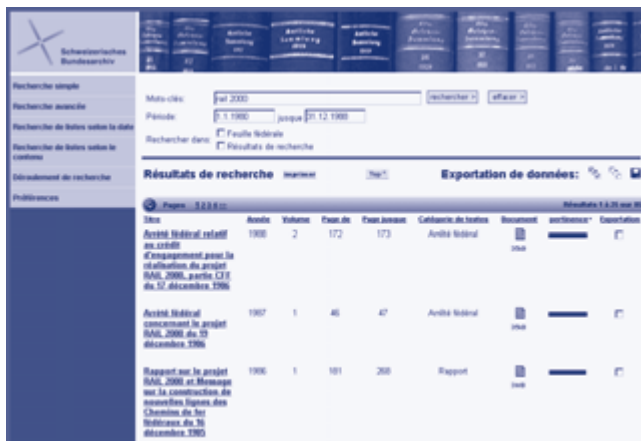 Schweizerisches
Bundesarchiv
Recherche simple
Recherche avancée
Recherche de listes selon la date
Recherche de listes selon le
contenu
Déroulement de recherche
Préférences
Mots-clés: rail 2000 rechercher effacer
Période: 1.1.1980 jusque 31.12.1988
Rechercher dans: Feuille fédérale
Résultats de recherche
Résultats de recherche imprimer Top Exportation de données:
Pages 1 2 3 4
Titre Année Volume Page de Page jusque Catégorie de textes Document pertinence Exportation
Arrêté fédéral relatif 1988 2 172 173 Arrêté fédéral
au crédit
d'engagement pour la
réalisation du projet
RAIL 2000, partie CFF
du 17 décembre 1986
Arrêté fédéral 1987 1 46 47 Arrêté fédéral
concernant le projet
RAIL 2000 du 19
décembre 1986
Rapport sur le projet 1986 1 181 268 Rapport
RAIL 2000 et Message
sur la construction de
nouvelles lignes des
Chemins de fer
fédéraux du 16
décembre 1985